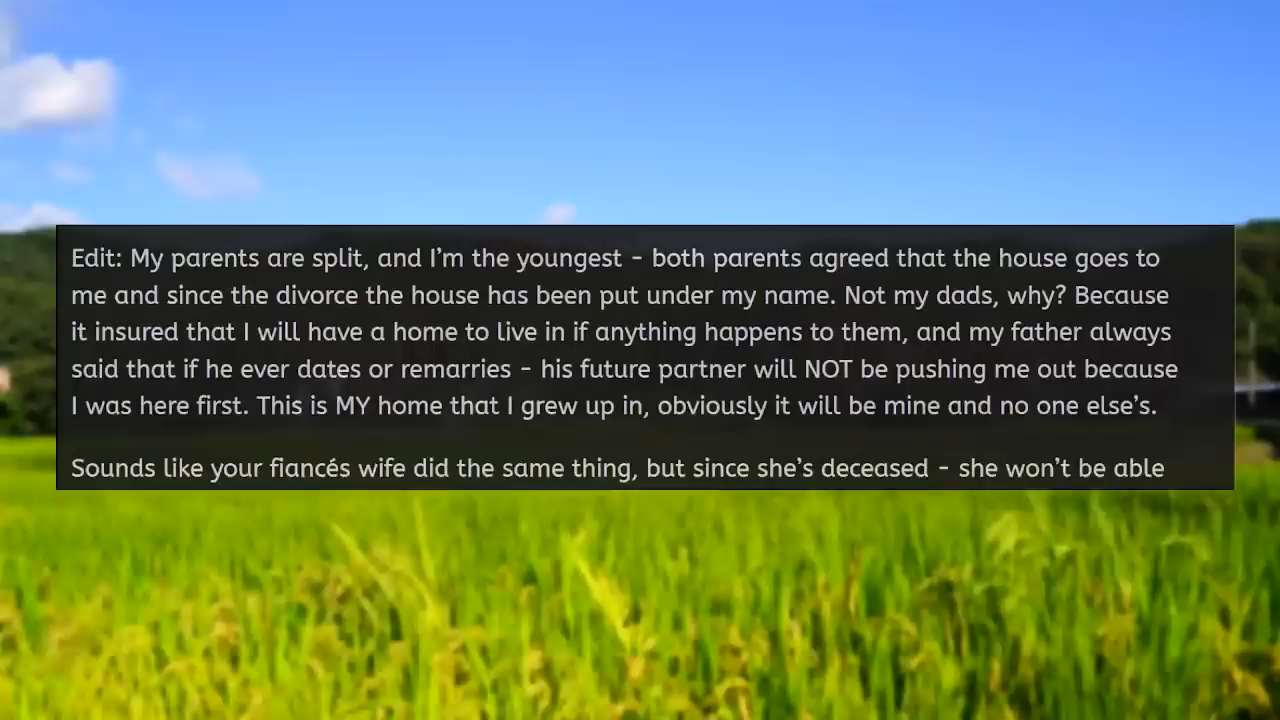 Edit: My parents are split, and I'm the youngest - both parents agreed that the house goes to
me and since the divorce the house has been put under my name. Not my dads, why? Because
it insured that I will have a home to live in if anything happens to them, and my father always
said that if he ever dates or remarries - his future partner will NOT be pushing me out because
I was here first. This is MY home that I grew up in, obviously it will be mine and no one else's.
Sounds like your fiancés wife did the same thing, but since she's deceased - she won't be able